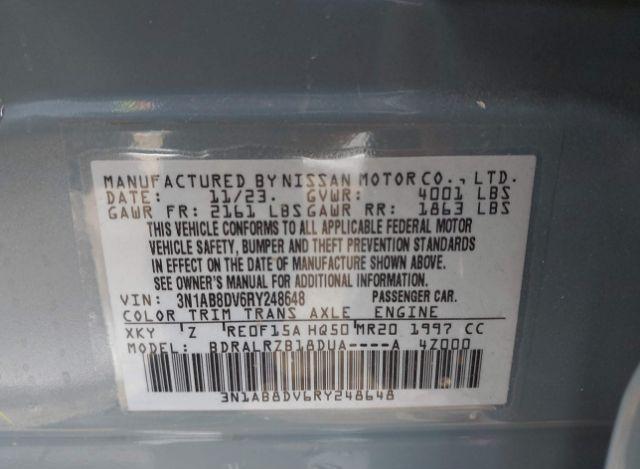 MANUFACTURED BY NISSAN MOTOR CO., LTD.
DATE: 11/23. GVWR: 4001 LBS
GAWR FR: 2161 LBS GAWR RR: 1863 LBS
THIS VEHICLE CONFORMS TO ALL APPLICABLE FEDERAL MOTOR
VEHICLE SAFETY, BUMPER AND THEFT PREVENTION STANDARDS
IN EFFECT ON THE DATE OF MANUFACTURE SHOWN ABOVE.
SEE OWNER'S MANUAL FOR ADDITIONAL INFORMATION.
VIN: 3N1AB8DV6RY248648 PASSENGER CAR.
COLOR TRIM TRANS AXLE ENGINE
XKY Z RE0F15A HQ50 MR20 1997 CC
MODEL: BDRALRZB18DUA----A 4Z000
3N1AB8DV6RY248648